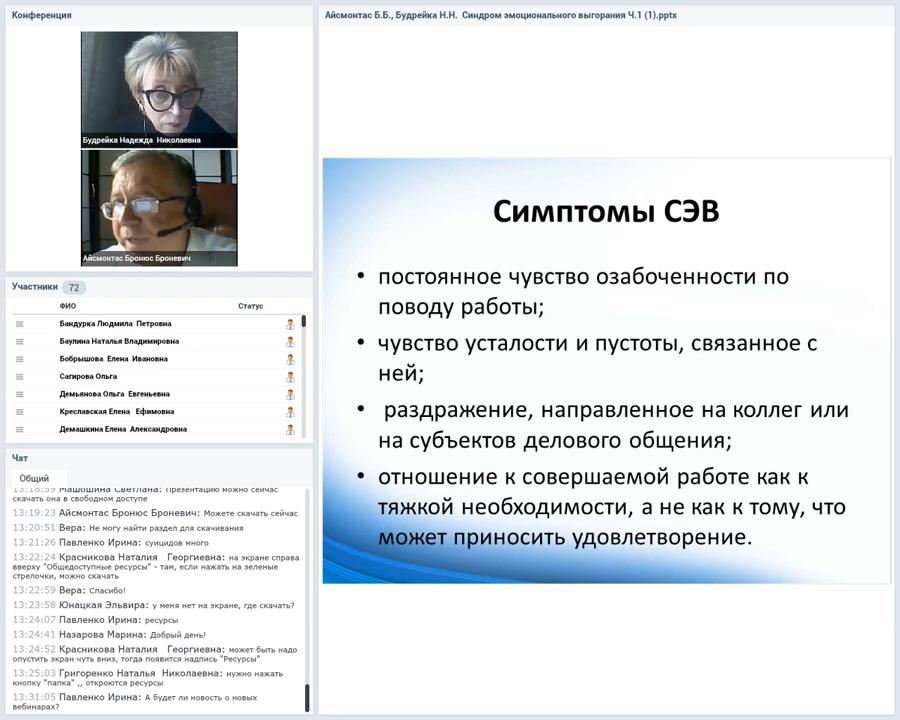 Конференция
Будрейка Надежда Николаевна
Айсмонтас Бронюс Броневич
Участники 72
ФИО Статус
Бандурка Людмила Петровна
Баулина Наталья Владимировна
Бобрышова Елена Ивановна
Сагирова Ольга
Демьянова Ольга Евгеньевна
Креславская Елена Ефимовна
Демашкина Елена Александровна
Чат
Общий
13:18:59 Машошина Светлана: Презентацию можно сейчас
скачать она в свободном доступе
13:19:23 Айсмонтас Бронюс Броневич: Можете скачать сейчас
13:20:51 Вера: Не могу найти раздел для скачивания
13:21:26 Павленко Ирина: суицидов много
13:22:24 Красникова Наталия Георгиевна: на экране справа
вверху "Общедоступные ресурсы" - там, если нажать на зеленые
стрелочки, можно скачать
13:22:59 Вера: Спасибо!
13:23:58 Юнацкая Эльвира: у меня нет на экране, где скачать?
13:24:07 Павленко Ирина: ресурсы
13:24:41 Назарова Марина: Добрый день!
13:24:52 Красникова Наталия Георгиевна: может быть надо
опустить экран чуть вниз, тогда появится надпись "Ресурсы"
13:25:03 Григоренко Наталья Николаевна: нужно нажать
кнопку "папка" ,, откроются ресурсы
13:31:05 Павленко Ирина: А будет ли новость о новых
вебинарах?
Айсмонтас Б.Б., Будрейка Н.Н. Синдром эмоционального выгорания Ч.1 (1).pptx
Симптомы СЭВ
• постоянное чувство озабоченности по
поводу работы;
• чувство усталости и пустоты, связанное с
ней;
• раздражение, направленное на коллег или
на субъектов делового общения;
• отношение к совершаемой работе как к
тяжкой необходимости, а не как к тому, что
может приносить удовлетворение.